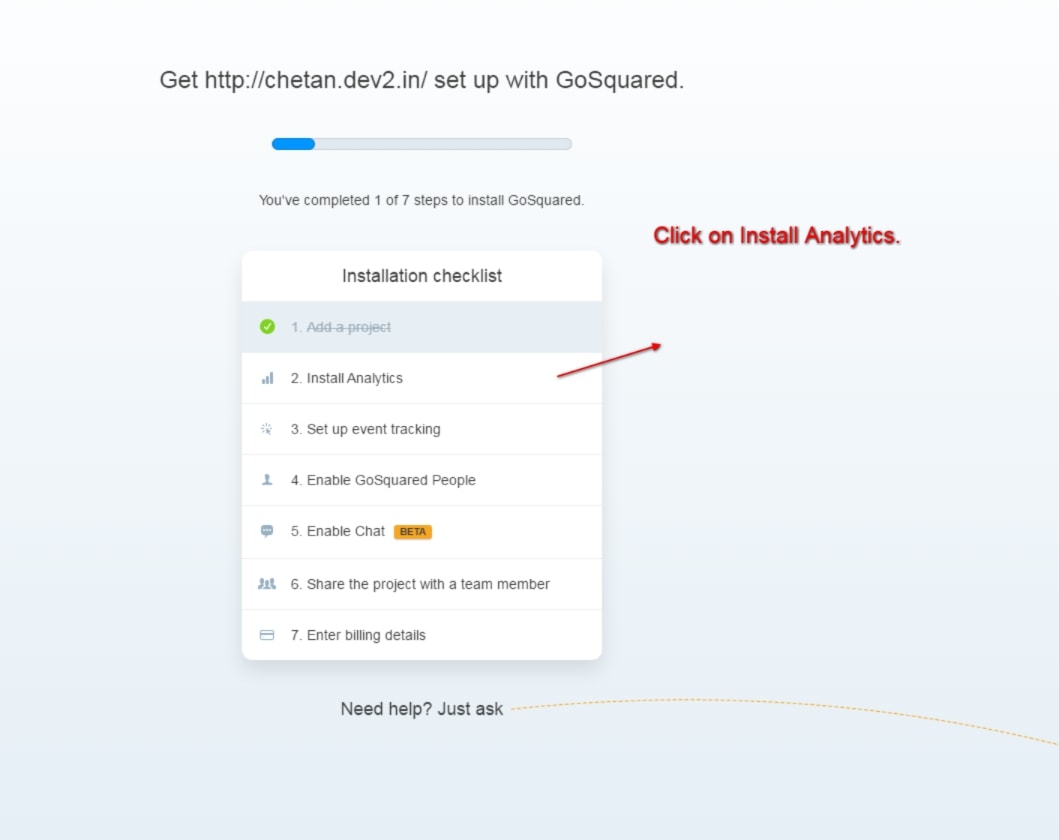 Get http://chetan.dev2.in/ set up with GoSquared.
You've completed 1 of 7 steps to install GoSquared.
Click on Install Analytics.
Installation checklist
1. Add a project
2. Install Analytics
3. Set up event tracking
4. Enable GoSquared People
5. Enable Chat BETA
6. Share the project with a team member
7. Enter billing details
Need help? Just ask